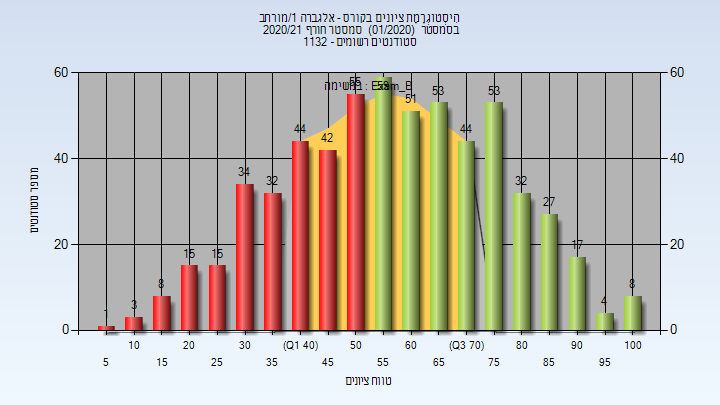 היסטוגרמת ציונים בקורס - אלגברה 1/מורחב
בסמסטר (01/2020) סמסטר חורף 2020/21
סטודנטים רשומים - 1132
משימה : Exam_B
60 60
40 40
20 20
0 0
מספר סטודנטים
1 3 8 15 15 34 32 44 42 55 59 51 53 44 53 32 27 17 4 8
10 20 30 (Q1 40) 50 60 (Q3 70) 80 90 100
5 15 25 35 45 55 65 75 85 95
טווח ציונים